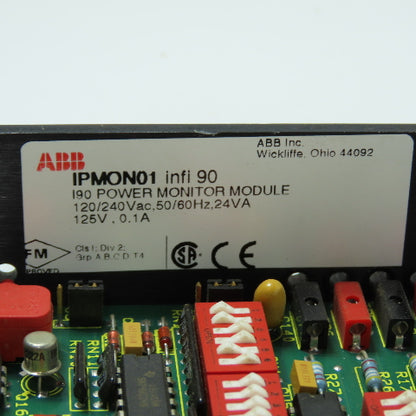 ABB Inc.
Wickliffe, Ohio 44092
ABB
IPMON01 infi 90
I90 POWER MONITOR MODULE
120/240Vac,50/60Hz,24VA
125V, 0.1A
FM
APPROVED
Cls I; Div 2;
Grp A,B,C,D,T4
SA
CE